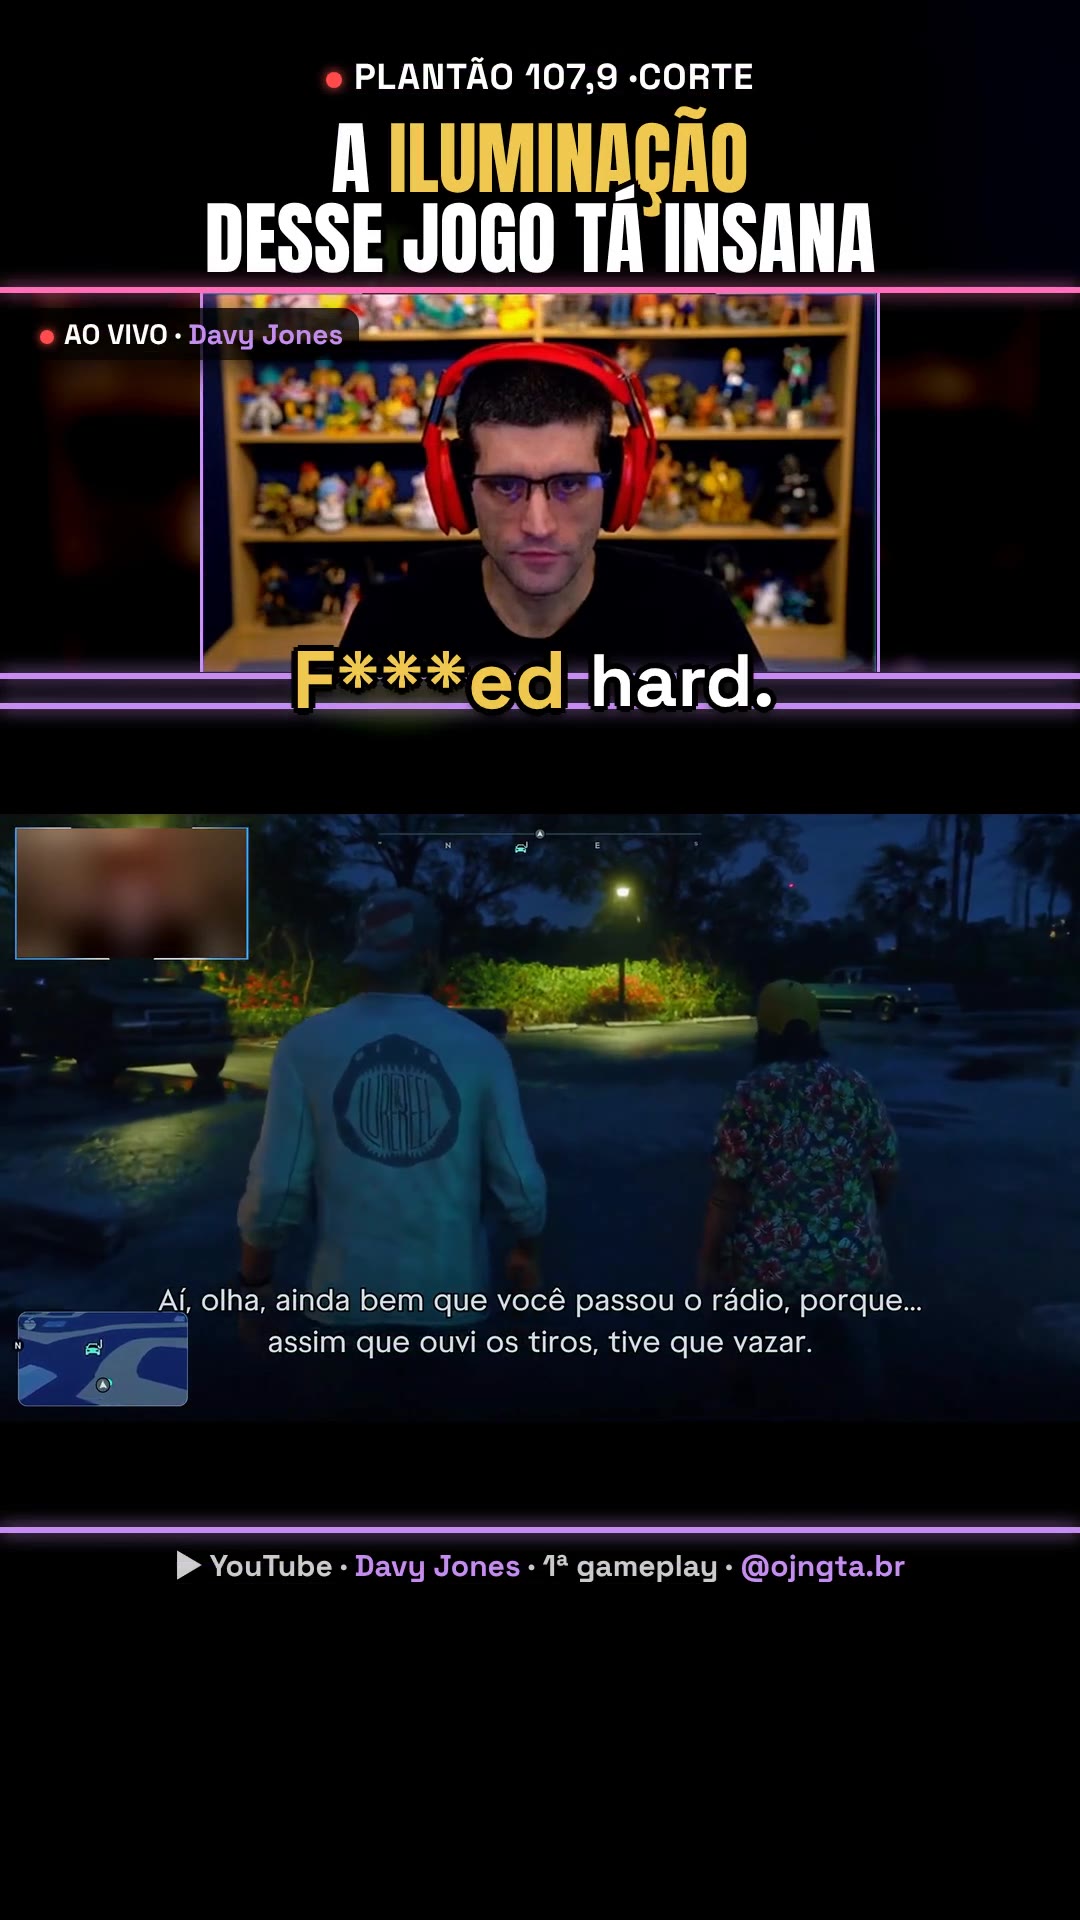 PLANTÃO 107,9 ·CORTE
A ILUMINAÇÃO
DESSE JOGO TÁ INSANA
AO VIVO · Davy Jones
F***ed hard.
N
E
Aí, olha, ainda bem que você passou o rádio, porque...
assim que ouvi os tiros, tive que vazar.
N
YouTube · Davy Jones · 1ª gameplay · @ojngta.br